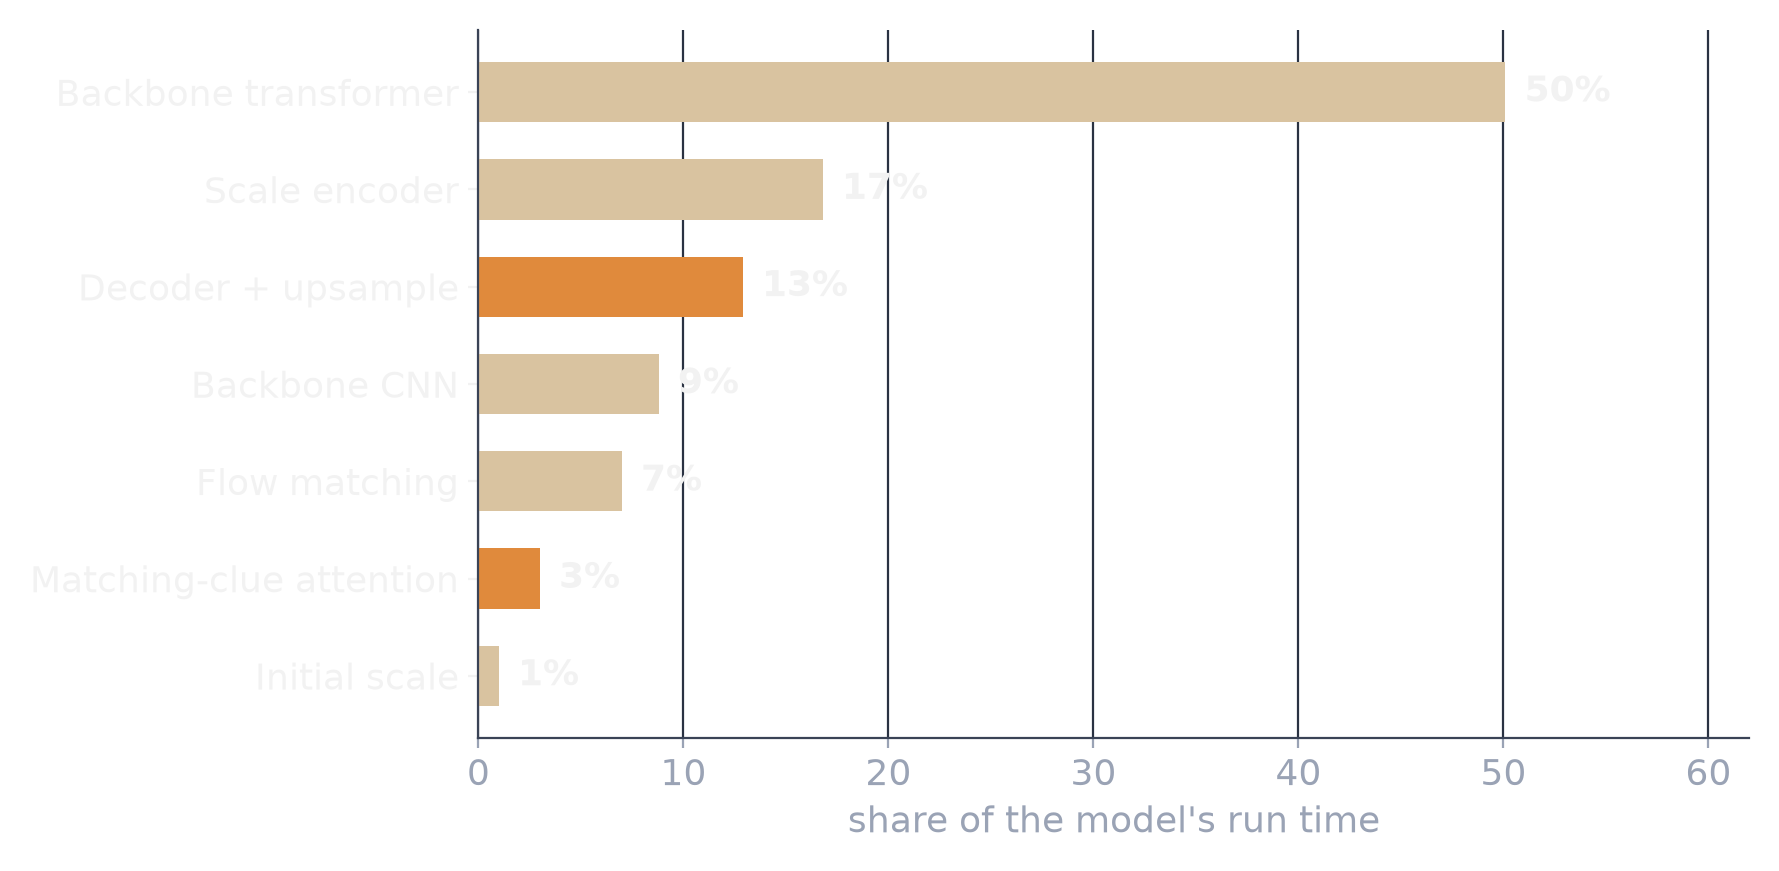 Backbone transformer 50%
Scale encoder 17%
Decoder + upsample 13%
Backbone CNN 9%
Flow matching 7%
Matching-clue attention 3%
Initial scale 1%
0 10 20 30 40 50 60
share of the model's run time